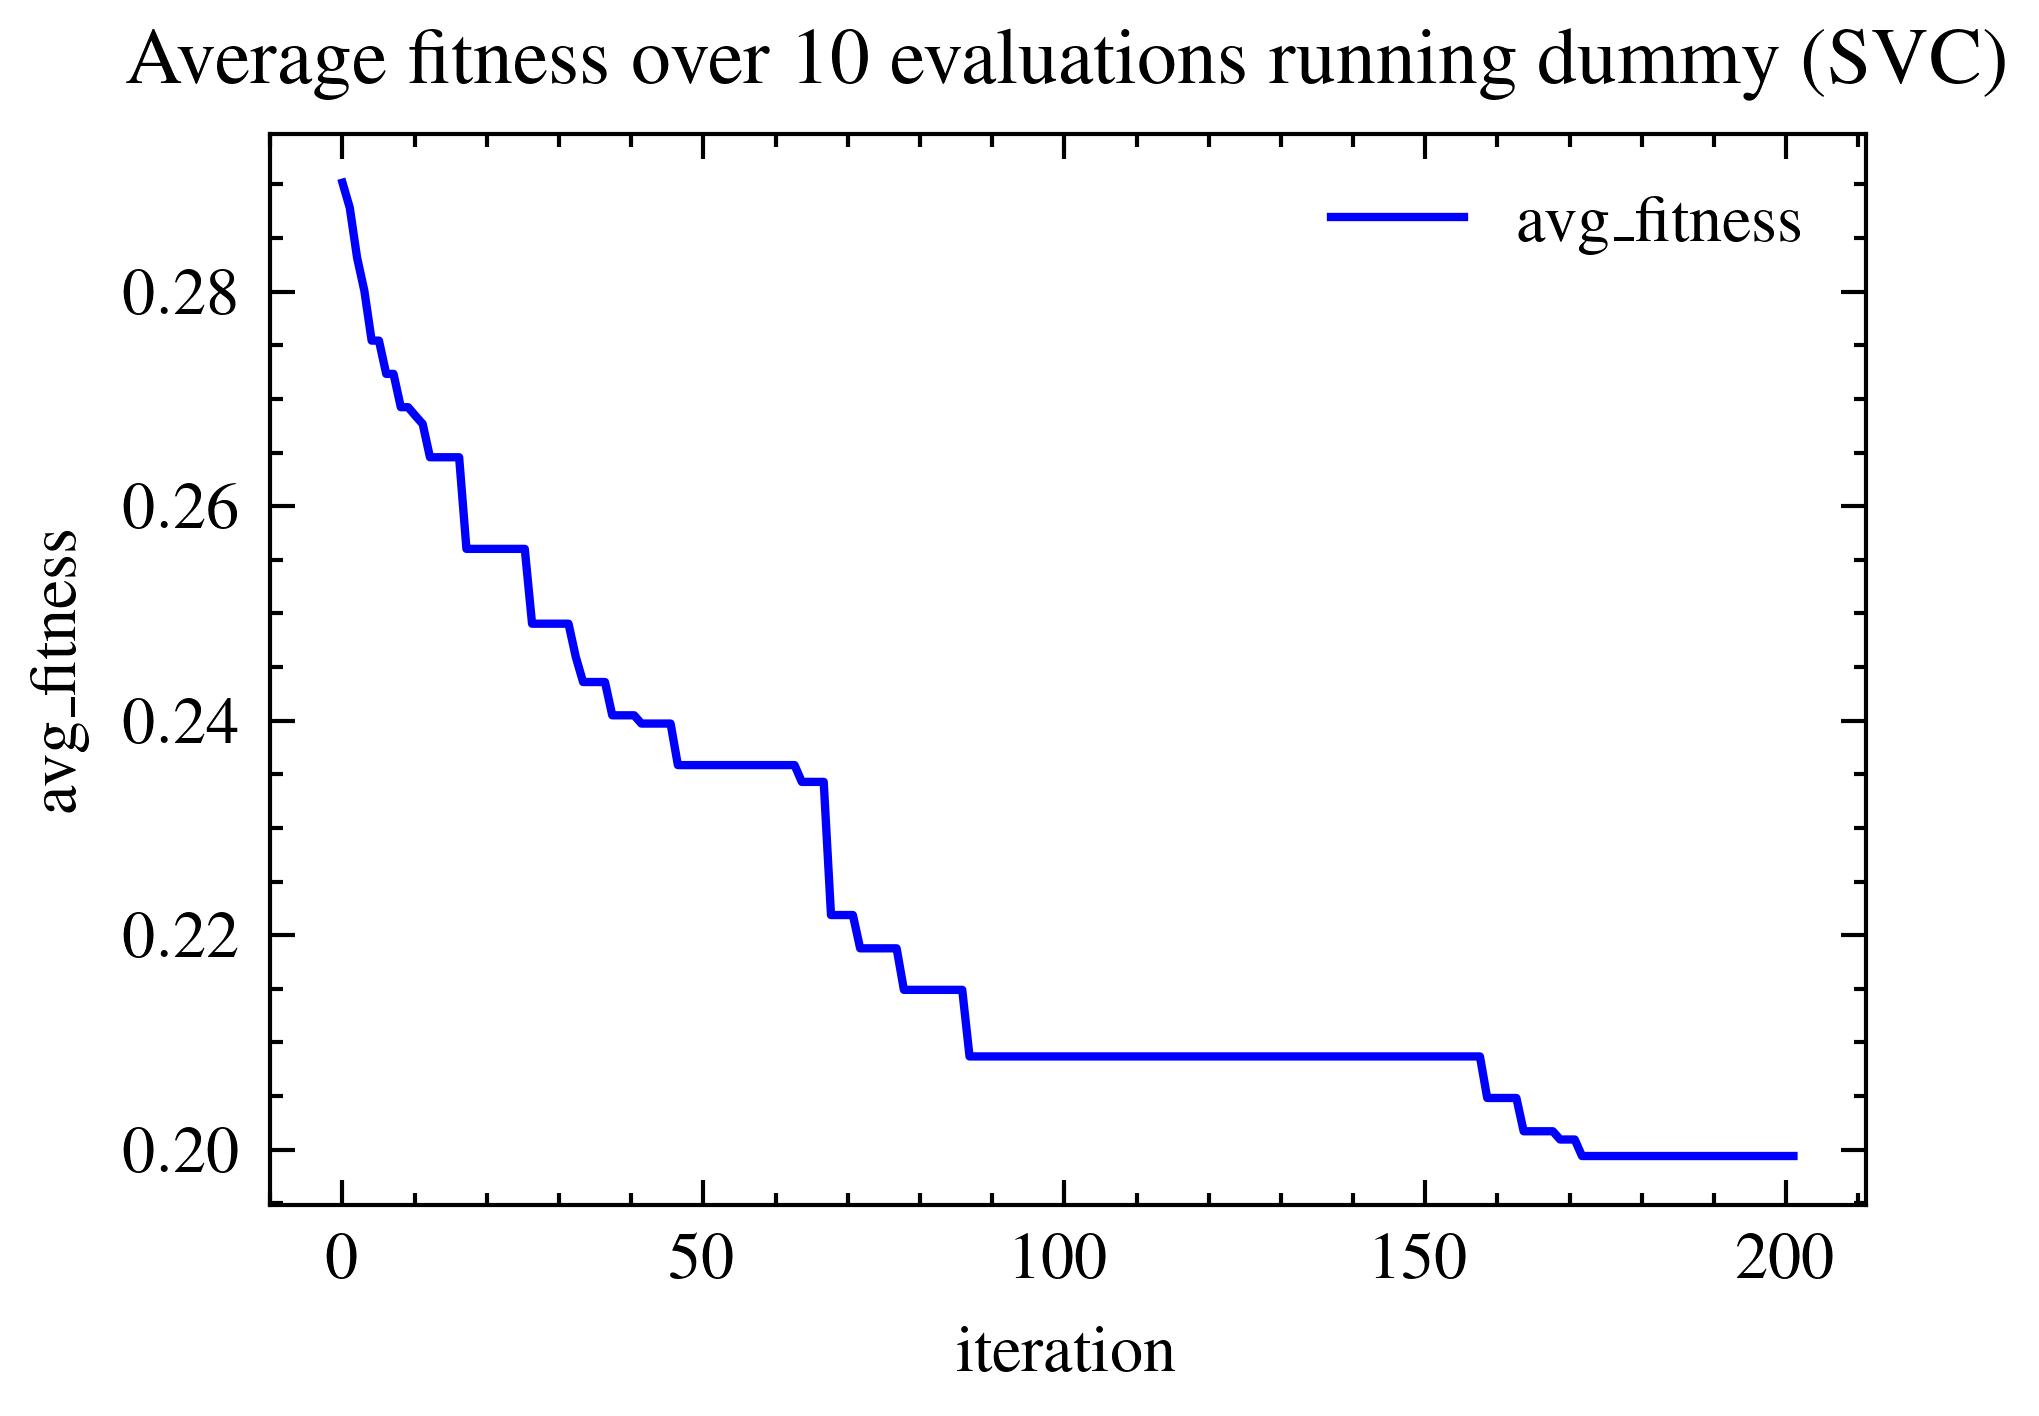 Average fitness over 10 evaluations running dummy (SVC)
avg_fitness
0.28
0.26
0.24
0.22
0.20
avg_fitness
0 50 100 150 200
iteration